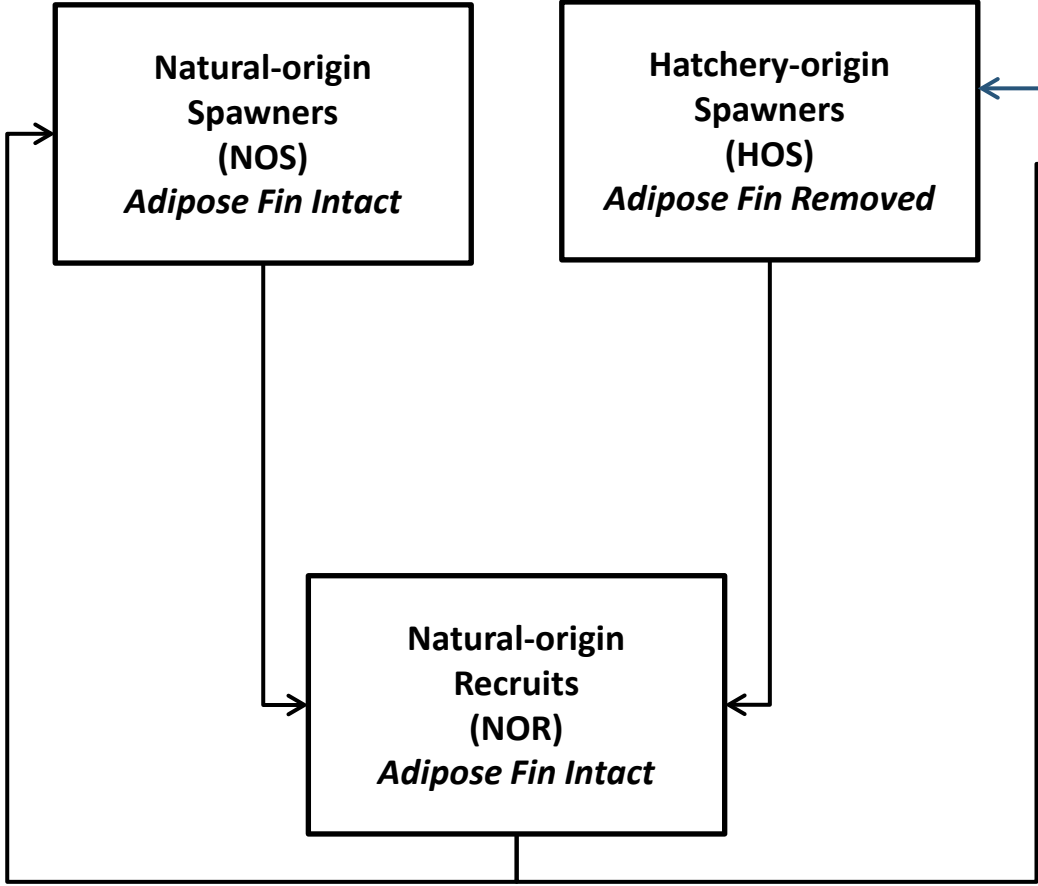 Natural-origin
Spawners
(NOS)
Adipose Fin Intact
Hatchery-origin
Spawners
(HOS)
Adipose Fin Removed
Natural-origin
Recruits
(NOR)
Adipose Fin Intact